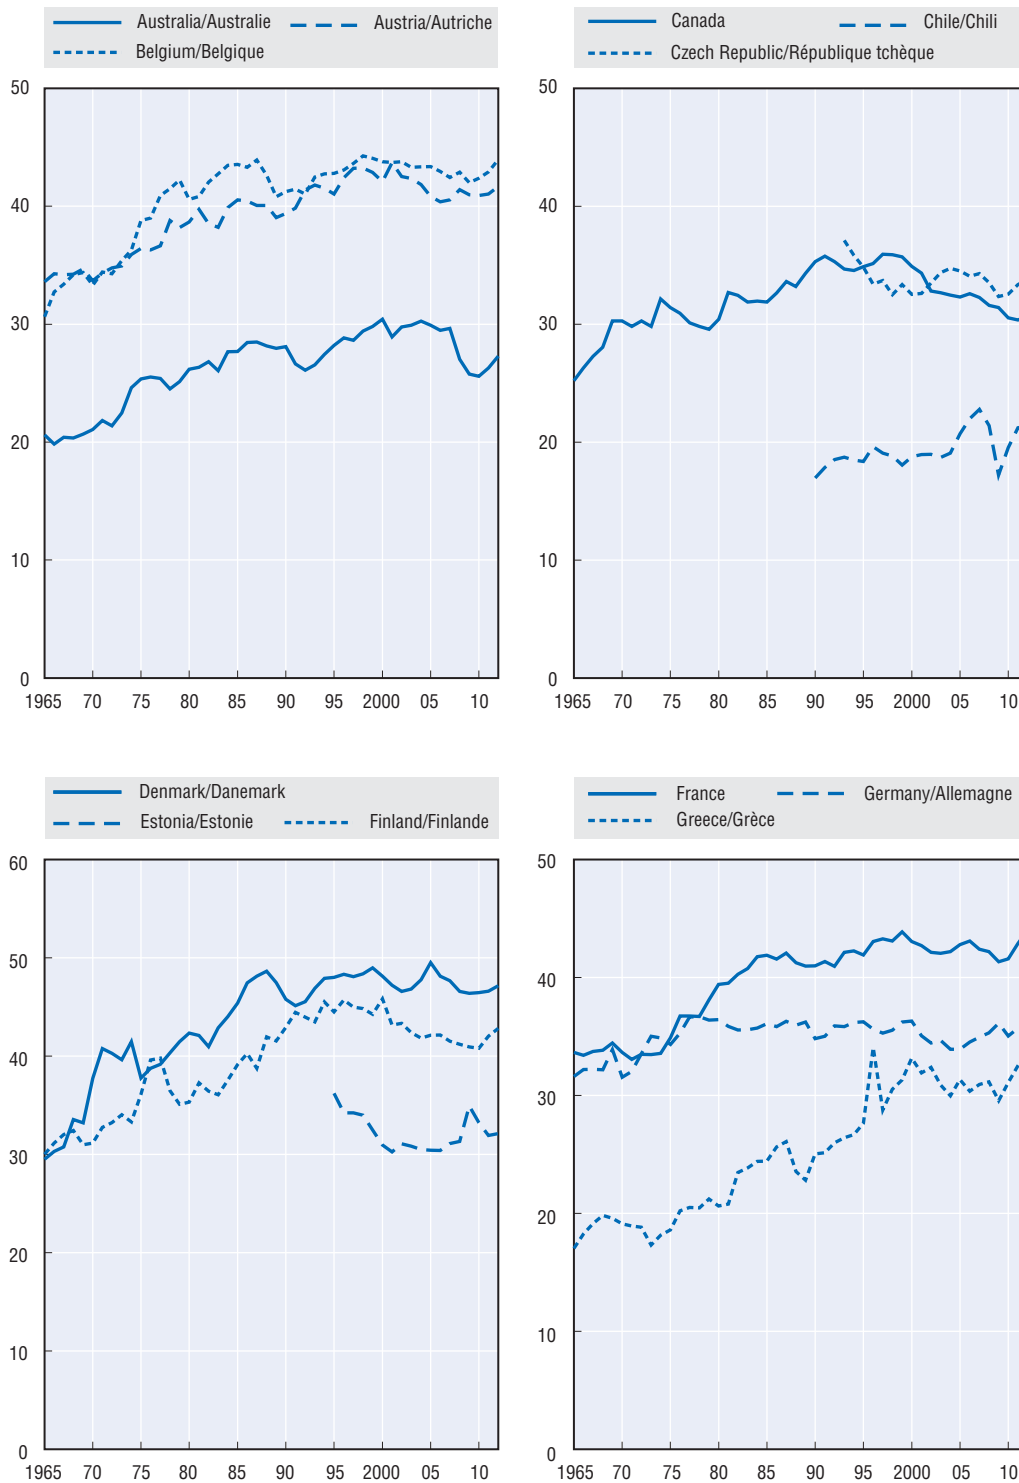 Australia/Australie Austria/Autriche
Belgium/Belgique
50
40
30
20
10
0
1965 70 75 80 85 90 95 2000 05 10
Canada Chile/Chili
Czech Republic/République tchèque
50
40
30
20
10
0
1965 70 75 80 85 90 95 2000 05 10
Denmark/Danemark
Estonia/Estonie Finland/Finlande
60
50
40
30
20
10
0
1965 70 75 80 85 90 95 2000 05 10
France Germany/Allemagne
Greece/Grèce
50
40
30
20
10
0
1965 70 75 80 85 90 95 2000 05 10